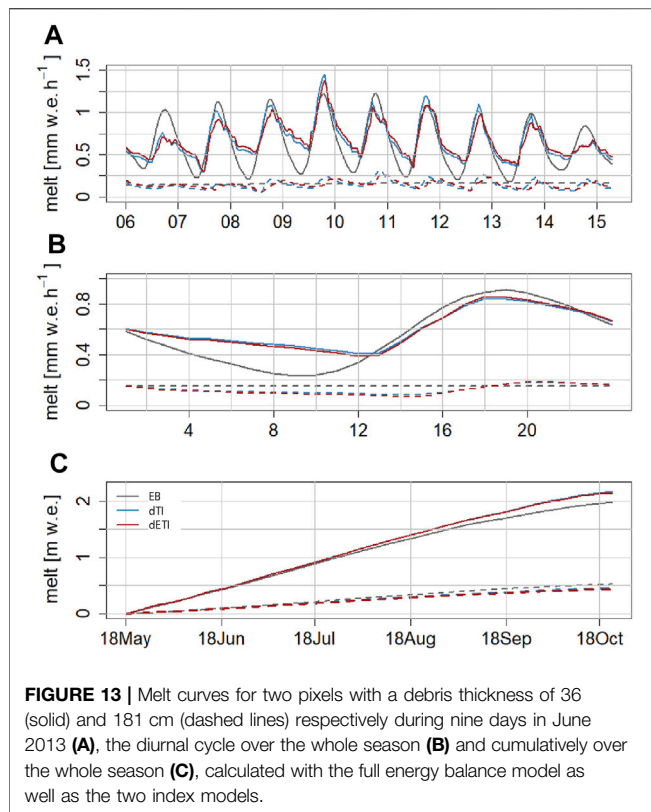 A
melt [mm w.e.h⁻¹ ]
1.5
1
0.5
0
06 07 08 09 10 11 12 13 14 15
B
melt [mm w.e.h⁻¹ ]
0.8
0.4
0
4 8 12 16 20
C
melt [m w.e.]
2
1
0
EB
dTI
dETI
18May 18Jun 18Jul 18Aug 18Sep 18Oct
FIGURE 13 | Melt curves for two pixels with a debris thickness of 36
(solid) and 181 cm (dashed lines) respectively during nine days in June
2013 (A), the diurnal cycle over the whole season (B) and cumulatively over
the whole season (C), calculated with the full energy balance model as
well as the two index models.